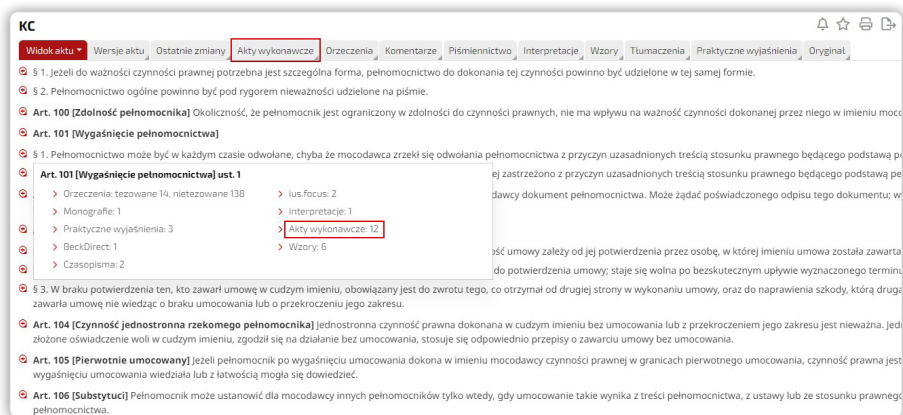 KC
Widok aktu Wersje aktu Ostatnie zmiany Akty wykonawcze Orzeczenia Komentarze Piśmiennictwo Interpretacje Wzory Tłumaczenia Praktyczne wyjaśnienia Oryginał
§ 1. Jeżeli do ważności czynności prawnej potrzebna jest szczególna forma, pełnomocnictwo do dokonania tej czynności powinno być udzielone w tej samej formie.
§ 2. Pełnomocnictwo ogólne powinno być pod rygorem nieważności udzielone na piśmie.
Art. 100 [Zdolność pełnomocnika] Okoliczność, że pełnomocnik jest ograniczony w zdolności do czynności prawnych, nie ma wpływu na ważność czynności dokonanej przez niego w imieniu moco
Art. 101 [Wygaśnięcie pełnomocnictwa]
§ 1. Pełnomocnictwo może być w każdym czasie odwołane, chyba że mocodawca zrzekł się odwołania pełnomocnictwa z przyczyn uzasadnionych treścią stosunku prawnego będącego podstawą p
Art. 101 [Wygaśnięcie pełnomocnictwa] ust. 1
ej zastrzeżono z przyczyn uzasadnionych treścią stosunku prawnego będącego podstawą pe
Orzeczenia: tezowane 14, nietezowane 138
ius.focus: 2
dawcy dokument pełnomocnictwa. Może żądać poświadczonego odpisu tego dokumentu; w
Monografie: 1
Interpretacje: 1
Praktyczne wyjaśnienia: 3
Akty wykonawcze: 12
BeckDirect: 1
Wzory: 6
ść umowy zależy od jej potwierdzenia przez osobę, w której imieniu umowa została zawarta
Czasopisma: 2
do potwierdzenia umowy; staje się wolna po bezskutecznym upływie wyznaczonego terminu
§ 3. W braku potwierdzenia ten, kto zawarł umowę w cudzym imieniu, obowiązany jest do zwrotu tego, co otrzymał od drugiej strony w wykonaniu umowy, oraz do naprawienia szkody, którą druga
zawarła umowę nie wiedząc o braku umocowania lub o przekroczeniu jego zakresu.
Art. 104 [Czynność jednostronna rzekomego pełnomocnika] Jednostronna czynność prawna dokonana w cudzym imieniu bez umocowania lub z przekroczeniem jego zakresu jest nieważna. Jedn
złożone oświadczenie woli w cudzym imieniu, zgodził się na działanie bez umocowania, stosuje się odpowiednio przepisy o zawarciu umowy bez umocowania.
Art. 105 [Pierwotnie umocowany] Jeżeli pełnomocnik po wygaśnięciu umocowania dokona w imieniu mocodawcy czynności prawnej w granicach pierwotnego umocowania, czynność prawna jest
wygaśnięciu umocowania wiedziała lub z łatwością mogła się dowiedzieć.
Art. 106 [Substytuci] Pełnomocnik może ustanowić dla mocodawcy innych pełnomocników tylko wtedy, gdy umocowanie takie wynika z treści pełnomocnictwa, z ustawy lub ze stosunku prawnego
pełnomocnictwa.